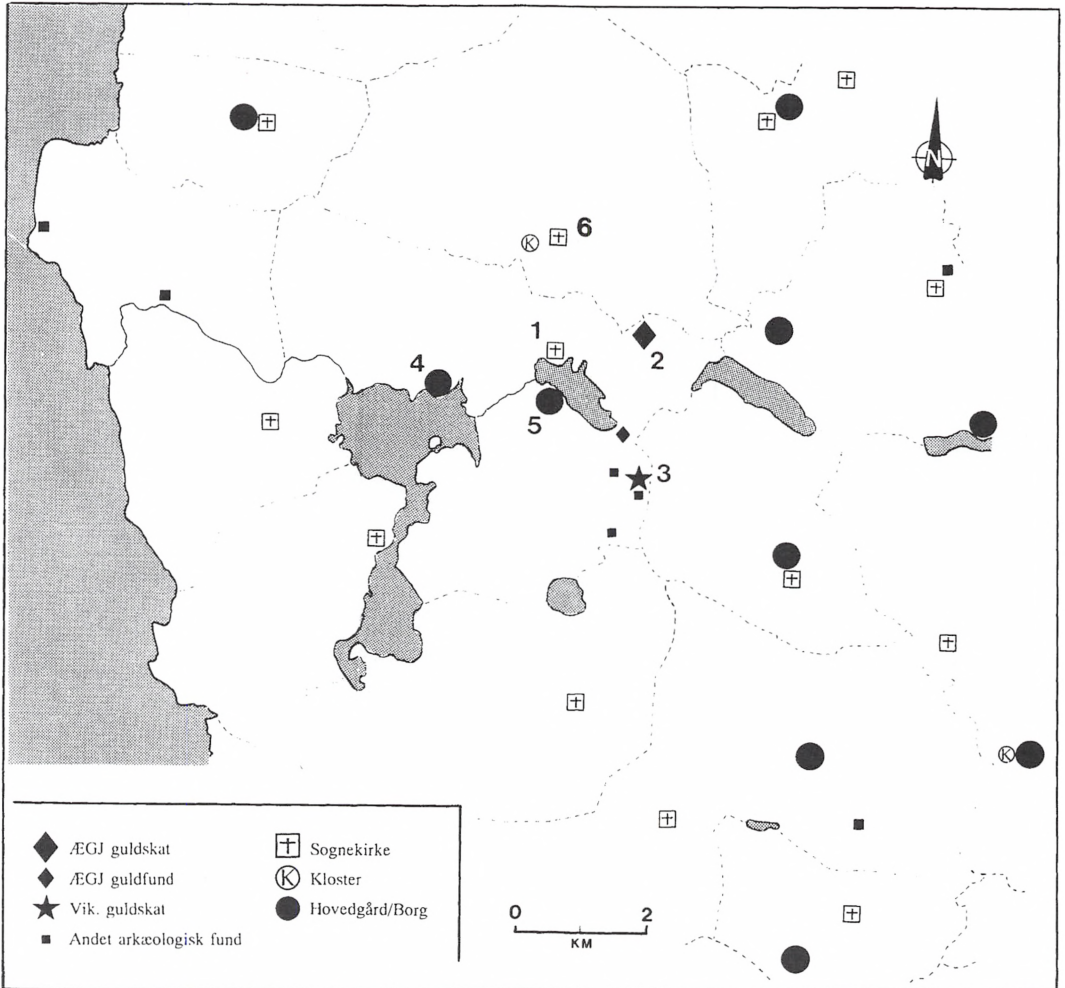 N
6
K
1
2
4
5
3
K
ÆGJ guldskat
ÆGJ guldfund
Vik. guldskat
Andet arkæologisk fund
Sognekirke
K Kloster
Hovedgård/Borg
0 2
KM